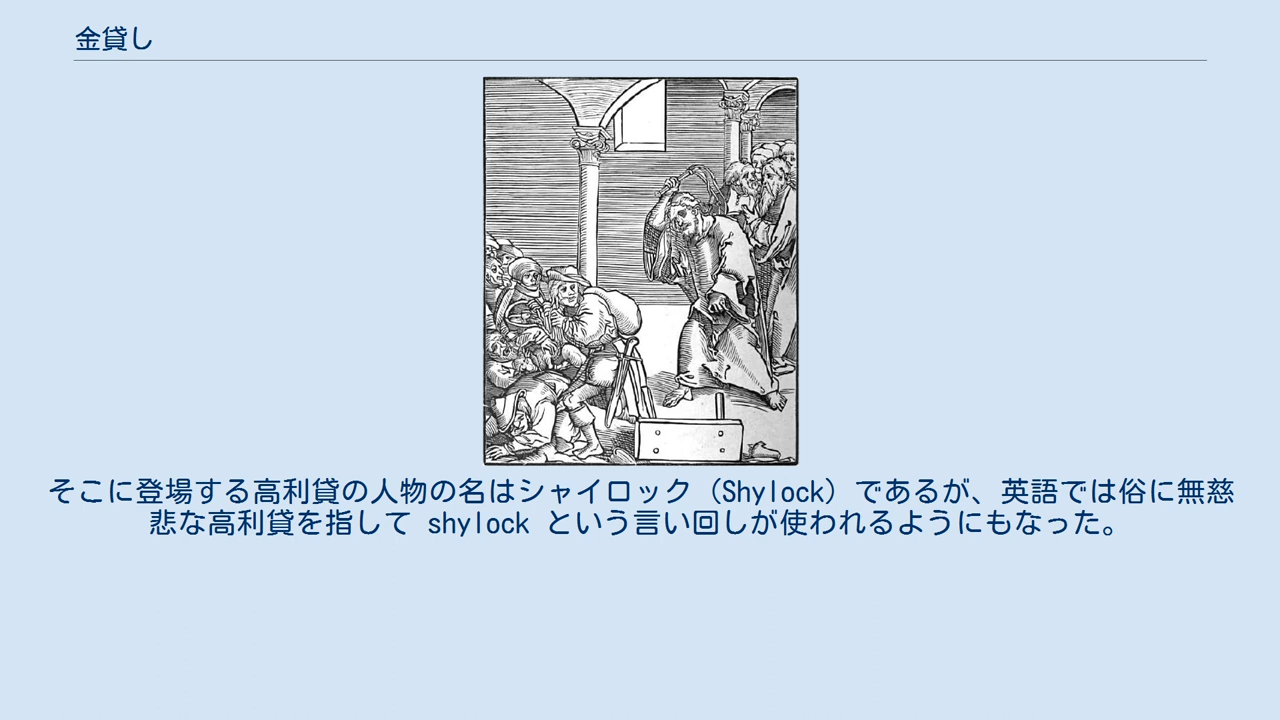 金貸し
そこに登場する高利貸の人物の名はシャイロック（Shylock）であるが、英語では俗に無慈
悲な高利貸を指して shylock という言い回しが使われるようにもなった。